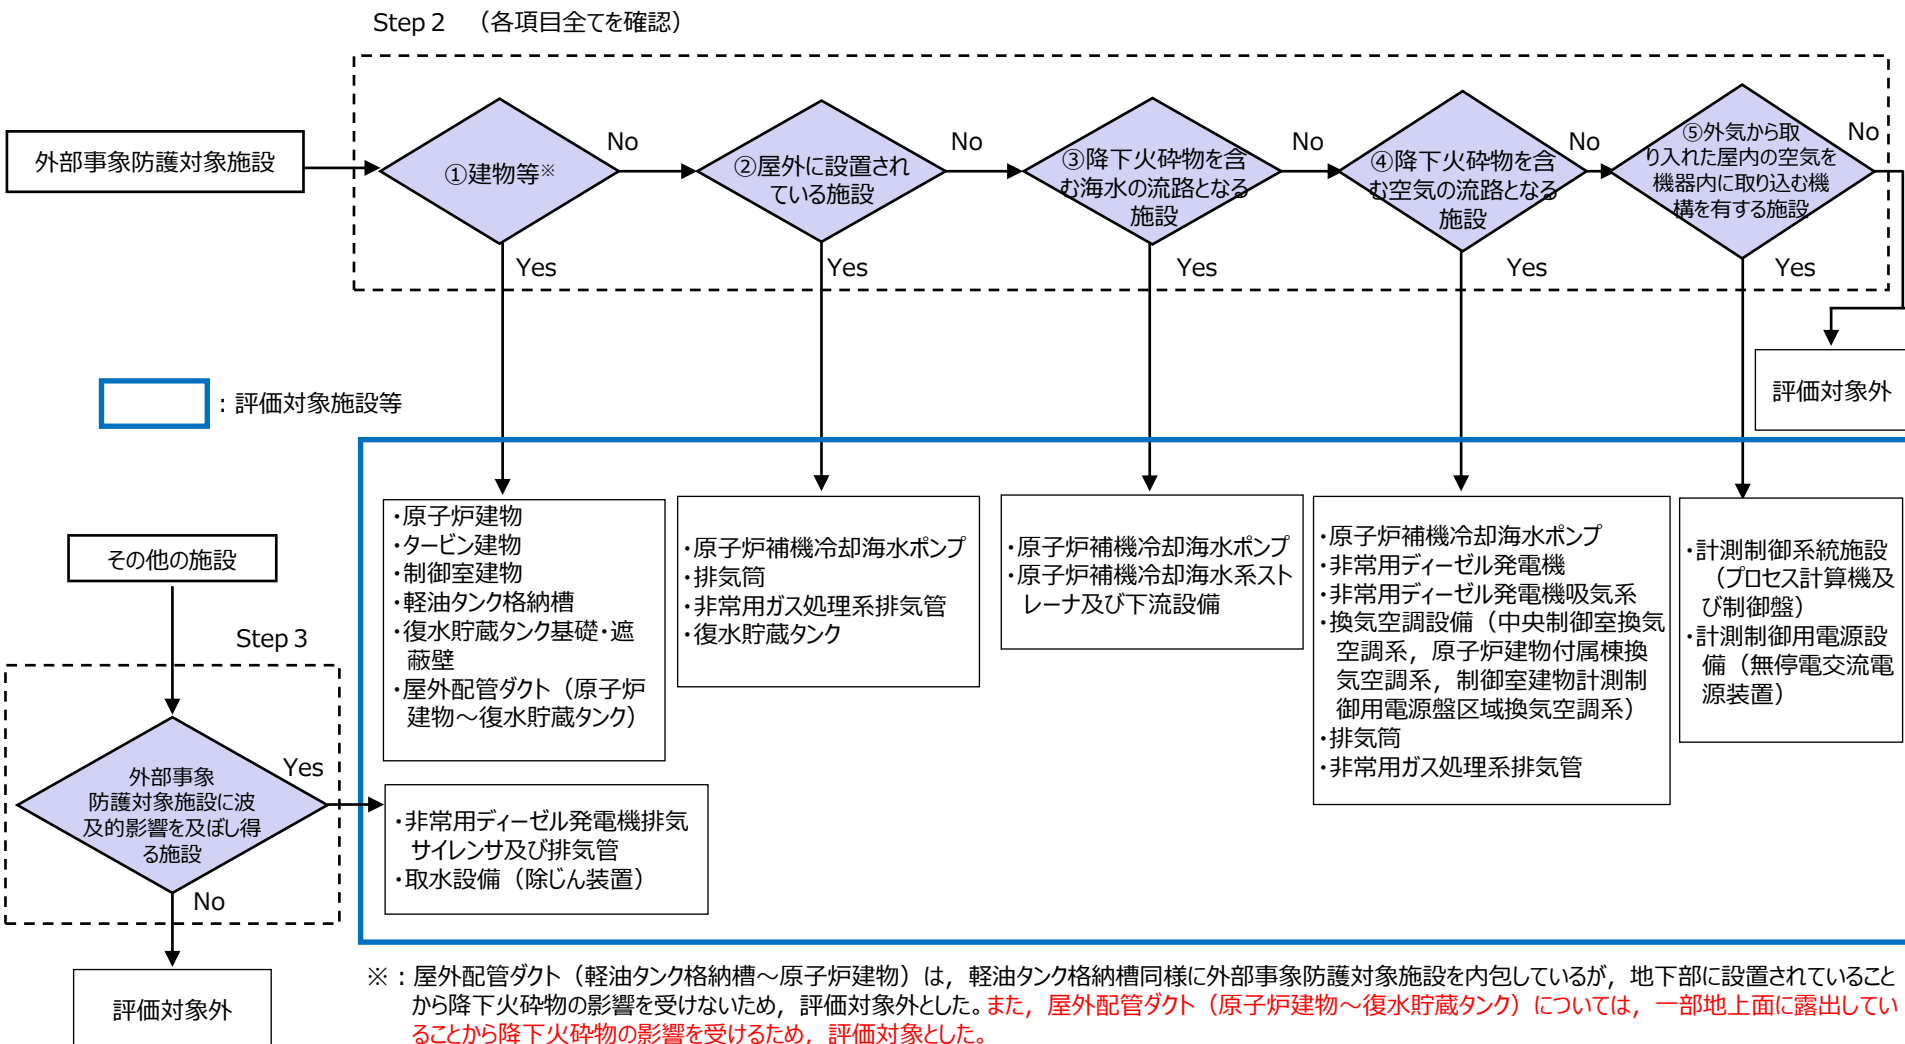 Step 2 （各項目全てを確認）
外部事象防護対象施設
①建物等※
No
Yes
②屋外に設置され
ている施設
No
Yes
③降下火砕物を含
む海水の流路となる
施設
No
Yes
④降下火砕物を含
む空気の流路となる
施設
No
Yes
⑤外気から取
り入れた屋内の空気を
機器内に取り込む機
構を有する施設
No
Yes
評価対象外
：評価対象施設等
・原子炉建物
・タービン建物
・制御室建物
・軽油タンク格納槽
・復水貯蔵タンク基礎・遮
蔽壁
・屋外配管ダクト（原子炉
建物～復水貯蔵タンク）
・原子炉補機冷却海水ポンプ
・排気筒
・非常用ガス処理系排気管
・復水貯蔵タンク
・原子炉補機冷却海水ポンプ
・原子炉補機冷却海水系スト
レーナ及び下流設備
・原子炉補機冷却海水ポンプ
・非常用ディーゼル発電機
・非常用ディーゼル発電機吸気系
・換気空調設備（中央制御室換気
空調系，原子炉建物付属棟換
気空調系，制御室建物計測制
御用電源盤区域換気空調系）
・排気筒
・非常用ガス処理系排気管
・計測制御系統施設
（プロセス計算機及
び制御盤）
・計測制御用電源設
備（無停電交流電
源装置）
その他の施設
Step 3
外部事象
防護対象施設に波
及的影響を及ぼし得
る施設
Yes
No
・非常用ディーゼル発電機排気
サイレンサ及び排気管
・取水設備（除じん装置）
評価対象外
※：屋外配管ダクト（軽油タンク格納槽～原子炉建物）は，軽油タンク格納槽同様に外部事象防護対象施設を内包しているが，地下部に設置されていること
から降下火砕物の影響を受けないため，評価対象外とした。また，屋外配管ダクト（原子炉建物～復水貯蔵タンク）については，一部地上面に露出してい
ることから降下火砕物の影響を受けるため，評価対象とした。